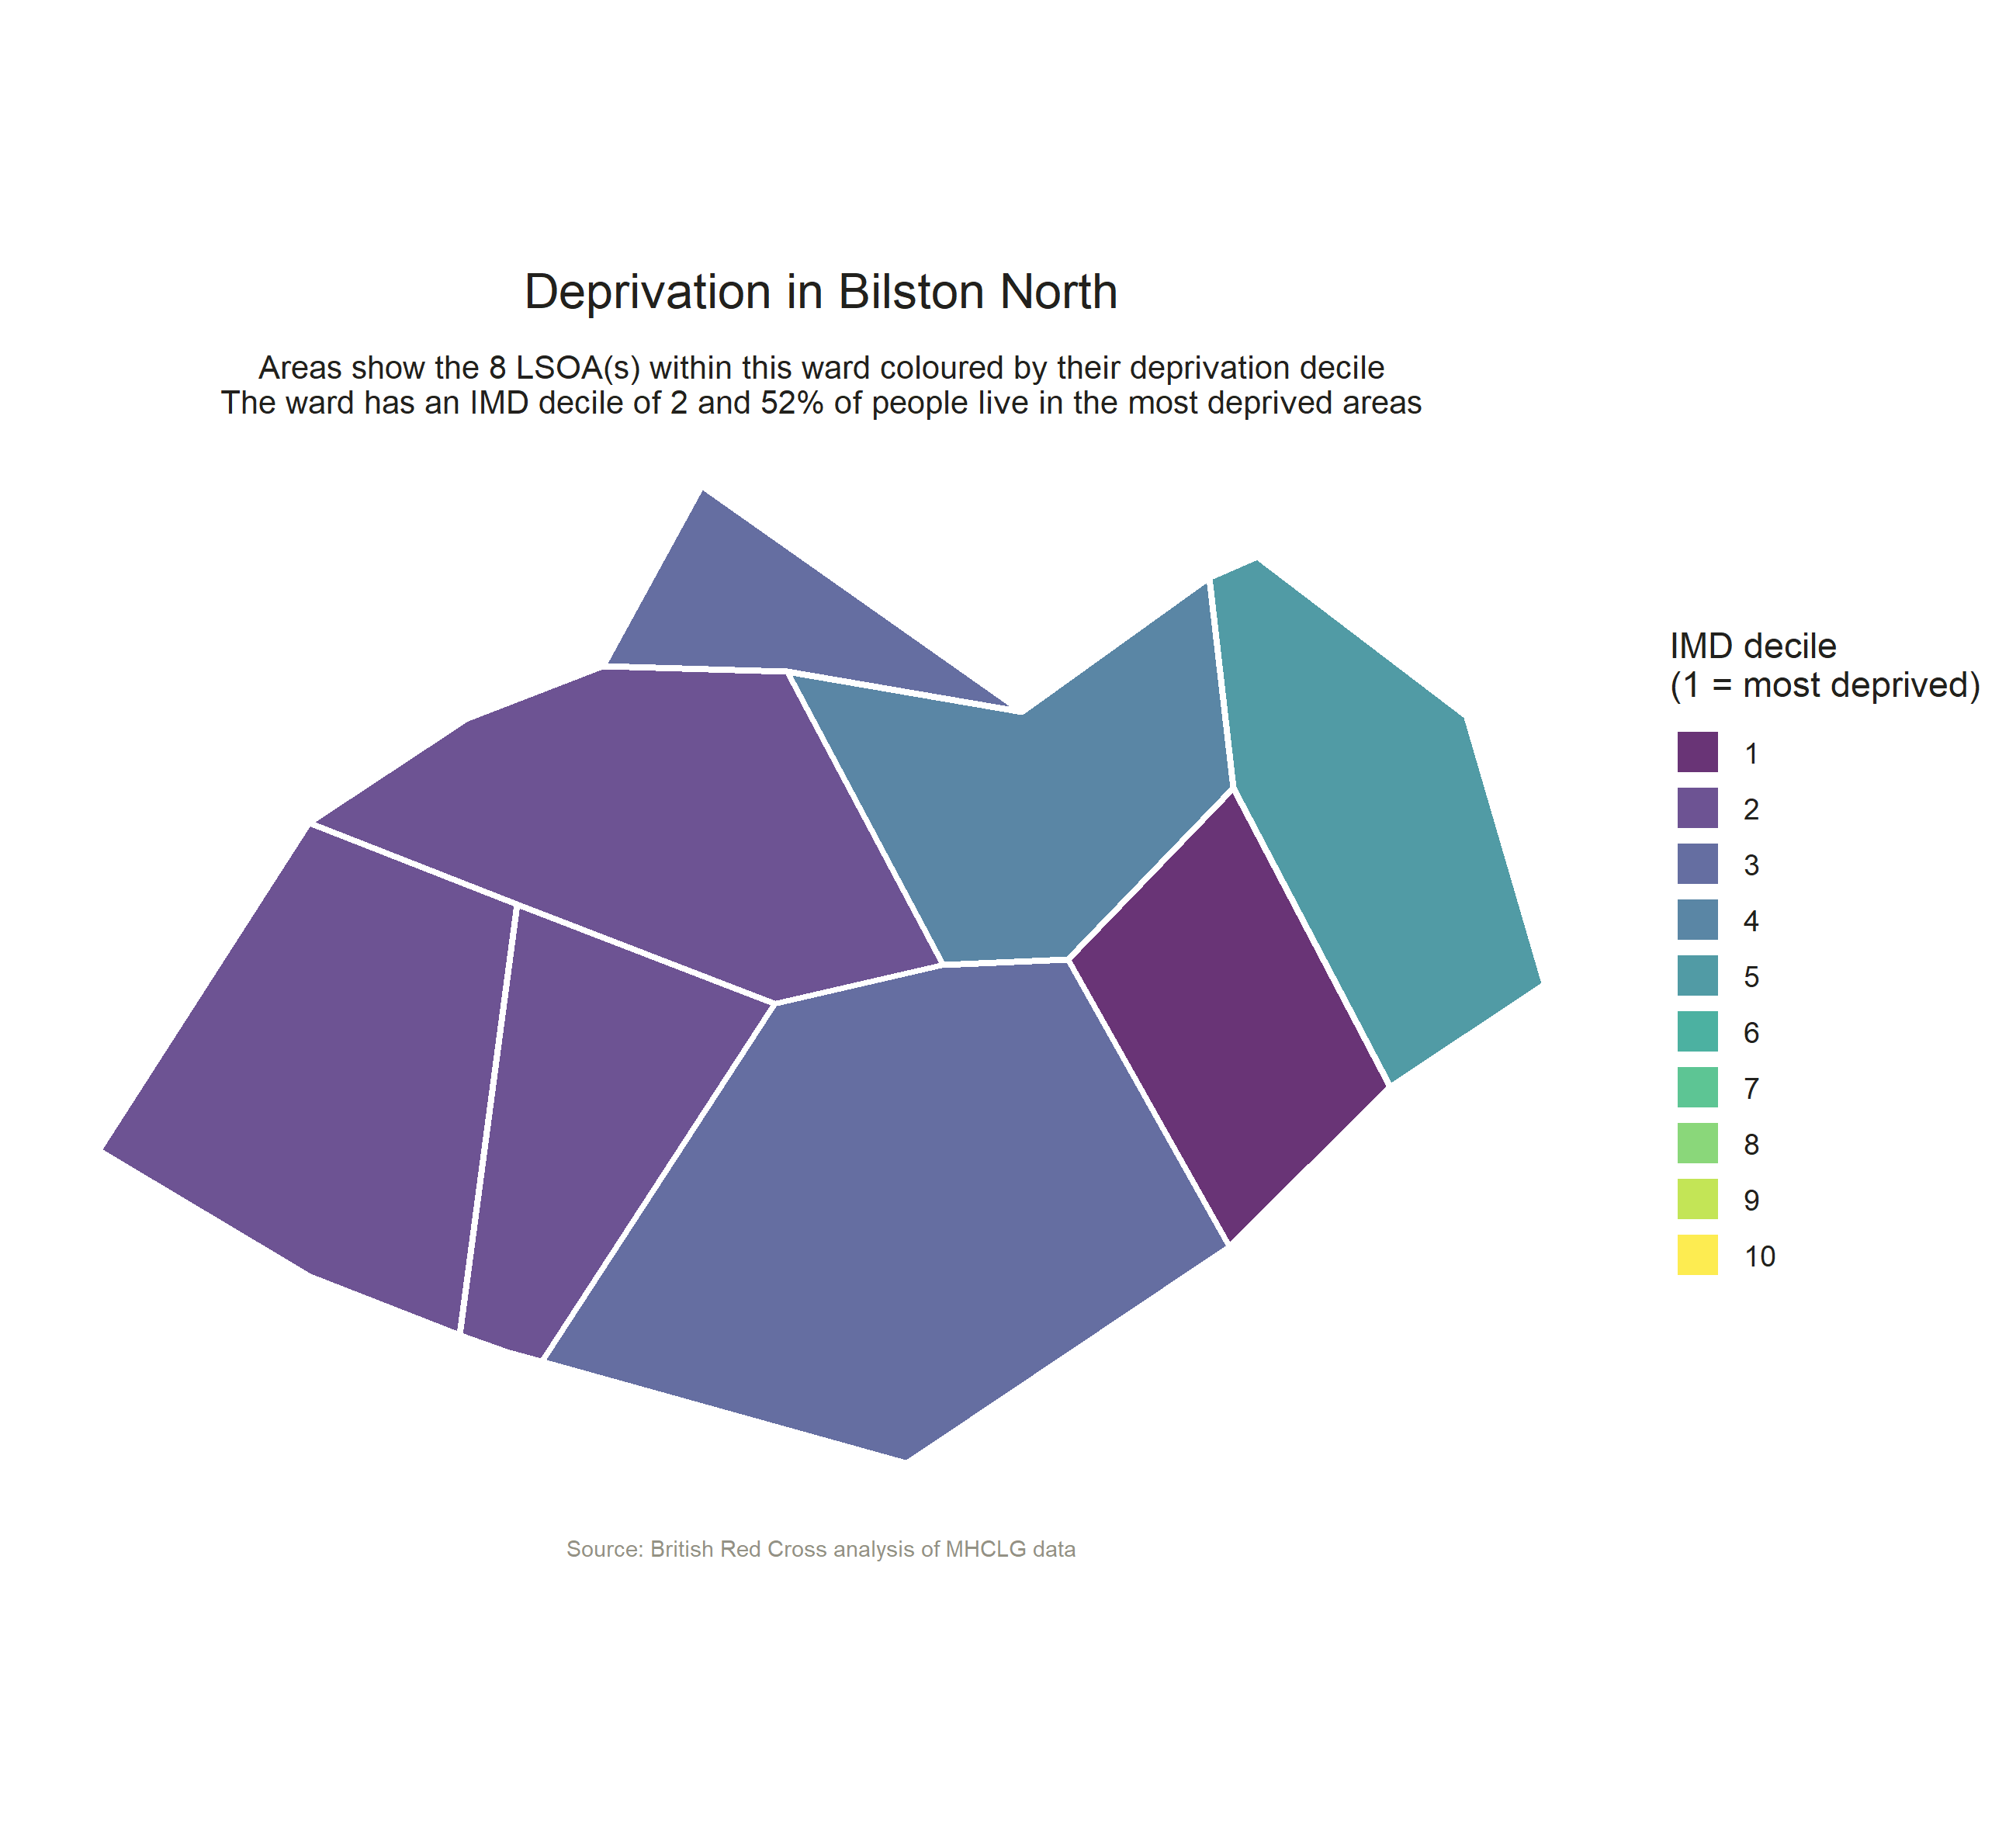 Deprivation in Bilston North
Areas show the 8 LSOA(s) within this ward coloured by their deprivation decile
The ward has an IMD decile of 2 and 52% of people live in the most deprived areas
IMD decile
(1 = most deprived)
1
2
3
4
5
6
7
8
9
10
Source: British Red Cross analysis of MHCLG data